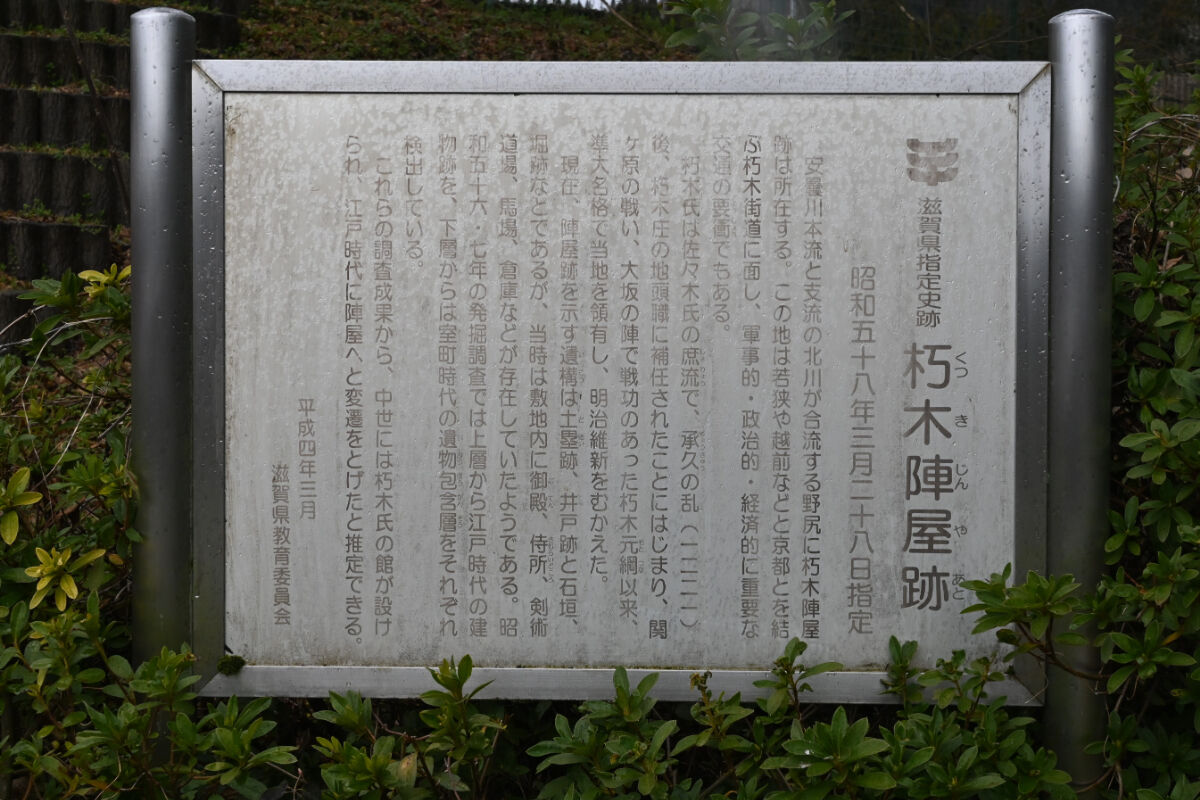 滋賀県指定史跡 朽木陣屋跡
くつ き じん や あと
昭和五十八年三月二十八日指定
安曇川本流と支流の北川が合流する野尻に朽木陣屋
跡は所在する。この地は若狭や越前などと京都とを結
ぶ朽木街道に面し、軍事的・政治的・経済的に重要な
交通の要衝でもある。
朽木氏は佐々木氏の庶流で、承久の乱(一二二一)
後、朽木庄の地頭職に補任されたことにはじまり、関
ヶ原の戦い、大坂の陣で戦功のあった朽木元綱以来、
準大名格で当地を領有し、明治維新をむかえた。
現在、陣屋跡を示す遺構は土塁跡、井戸跡と石垣、
堀跡などであるが、当時は敷地内に御殿、侍所、剣術
道場、馬場、倉庫などが存在していたようである。昭
和五十六・七年の発掘調査では上層から江戸時代の建
物跡を、下層からは室町時代の遺物包含層をそれぞれ
検出している。
これらの調査成果から、中世には朽木氏の館が設け
られ、江戸時代に陣屋へと変遷をとげたと推定できる。
平成四年三月
滋賀県教育委員会